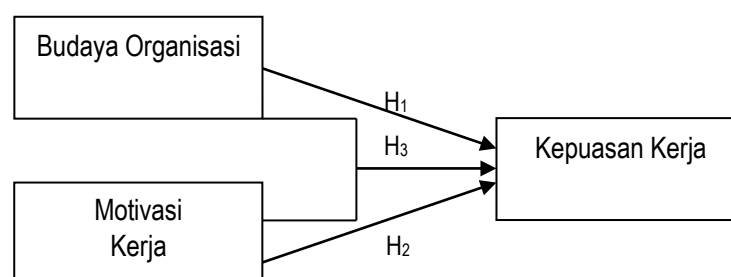 Budaya Organisasi
H₁
H₃
Kepuasan Kerja
Motivasi
Kerja
H₂